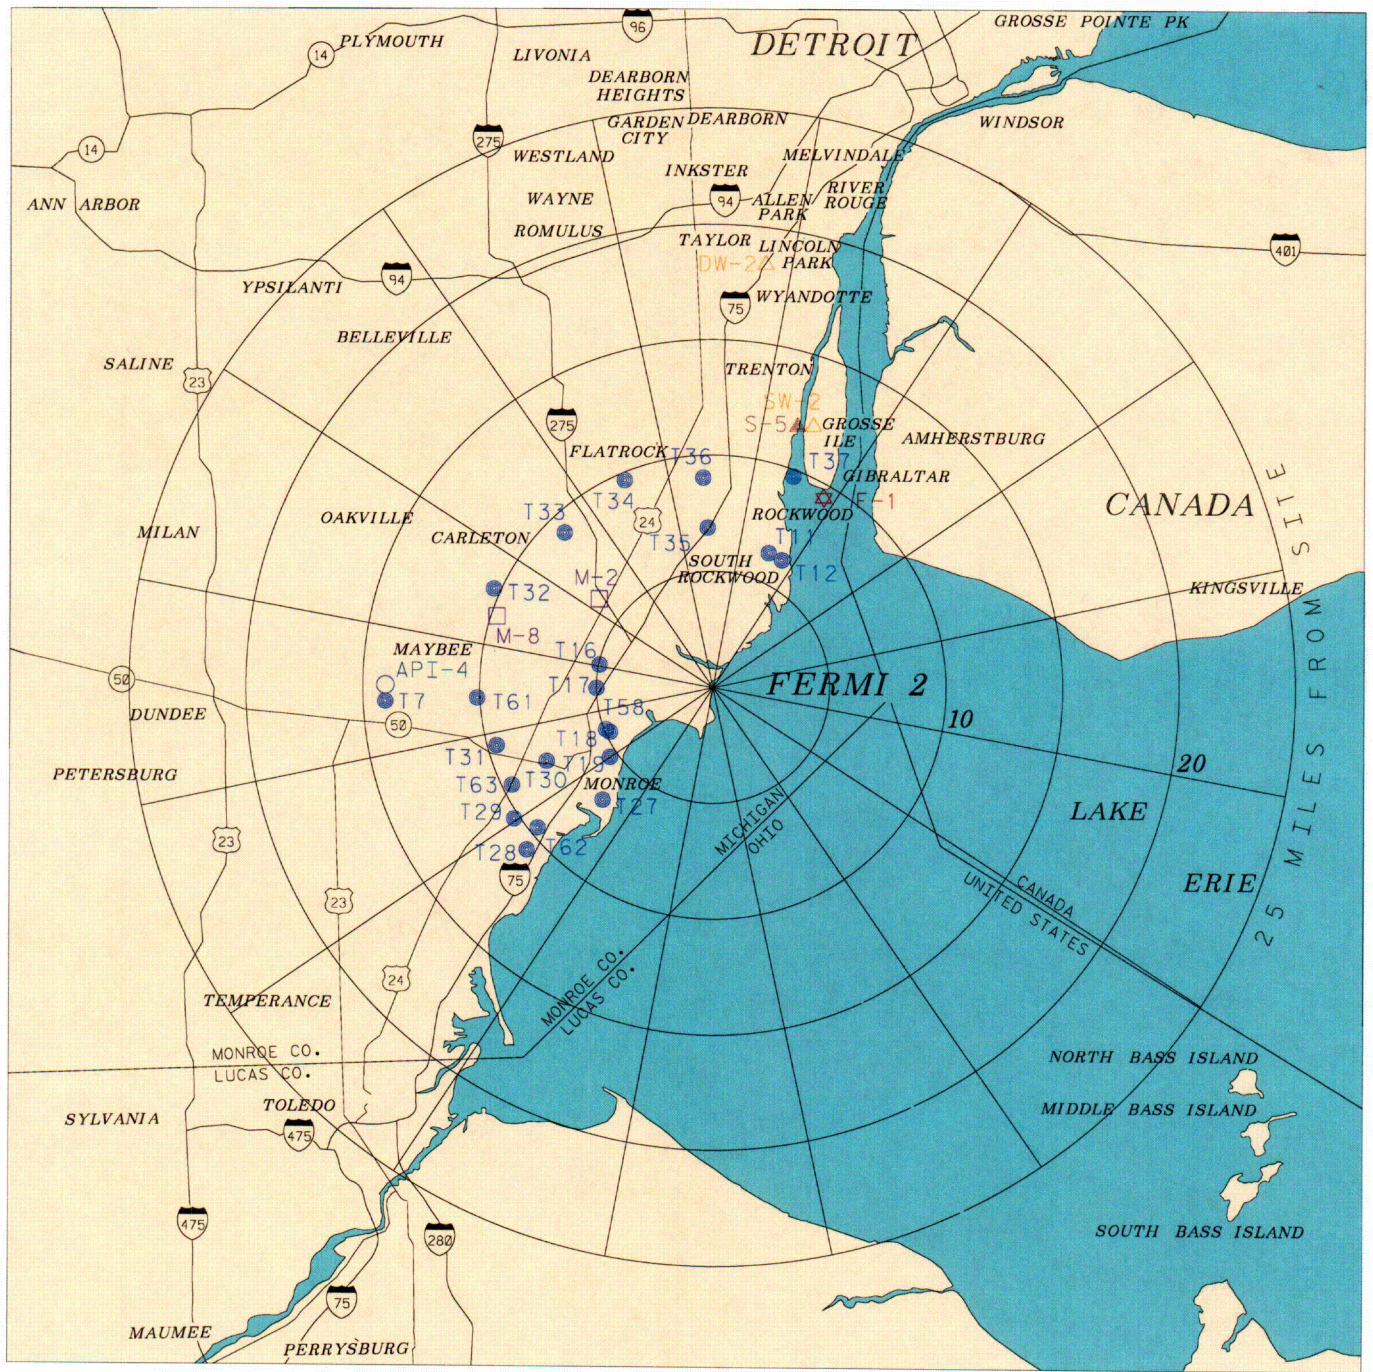 GROSSE POINTE PK
96
PLYMOUTH
14
DETROIT
LIVONIA
DEARBORN
HEIGHTS
GARDEN
CITY
DEARBORN
WINDSOR
275
14
WESTLAND
MELVINDALE
INKSTER
ANN ARBOR
WAYNE
94
ALLEN
PARK
RIVER
ROUGE
ROMULUS
TAYLOR
LINCOLN
PARK
401
DW-2
94
YPSILANTI
75
WYANDOTTE
BELLEVILLE
SALINE
23
TRENTON
SW-2
S-5
GROSSE
ILE
275
AMHERSTBURG
FLATROCK
T36
T37
GIBRALTAR
T34
F-1
CANADA
T33
24
ROCKWOOD
OAKVILLE
MILAN
CARLETON
T35
T11
SOUTH
ROCKWOOD
T12
M-2
T32
KINGSVILLE
M-8
MAYBEE
T16
API-4
50
T7
T61
T17
FERMI 2
DUNDEE
50
T58
10
T18
T31
T19
20
PETERSBURG
T63
T30
MONROE
T27
T29
MICHIGAN
OHIO
LAKE
23
T28
T62
75
ERIE
23
CANADA
UNITED STATES
25 MILES FROM SITE
24
MONROE CO.
LUCAS CO.
TEMPERANCE
MONROE CO.
LUCAS CO.
NORTH BASS ISLAND
TOLEDO
MIDDLE BASS ISLAND
SYLVANIA
475
475
280
SOUTH BASS ISLAND
75
MAUMEE
PERRYSBURG